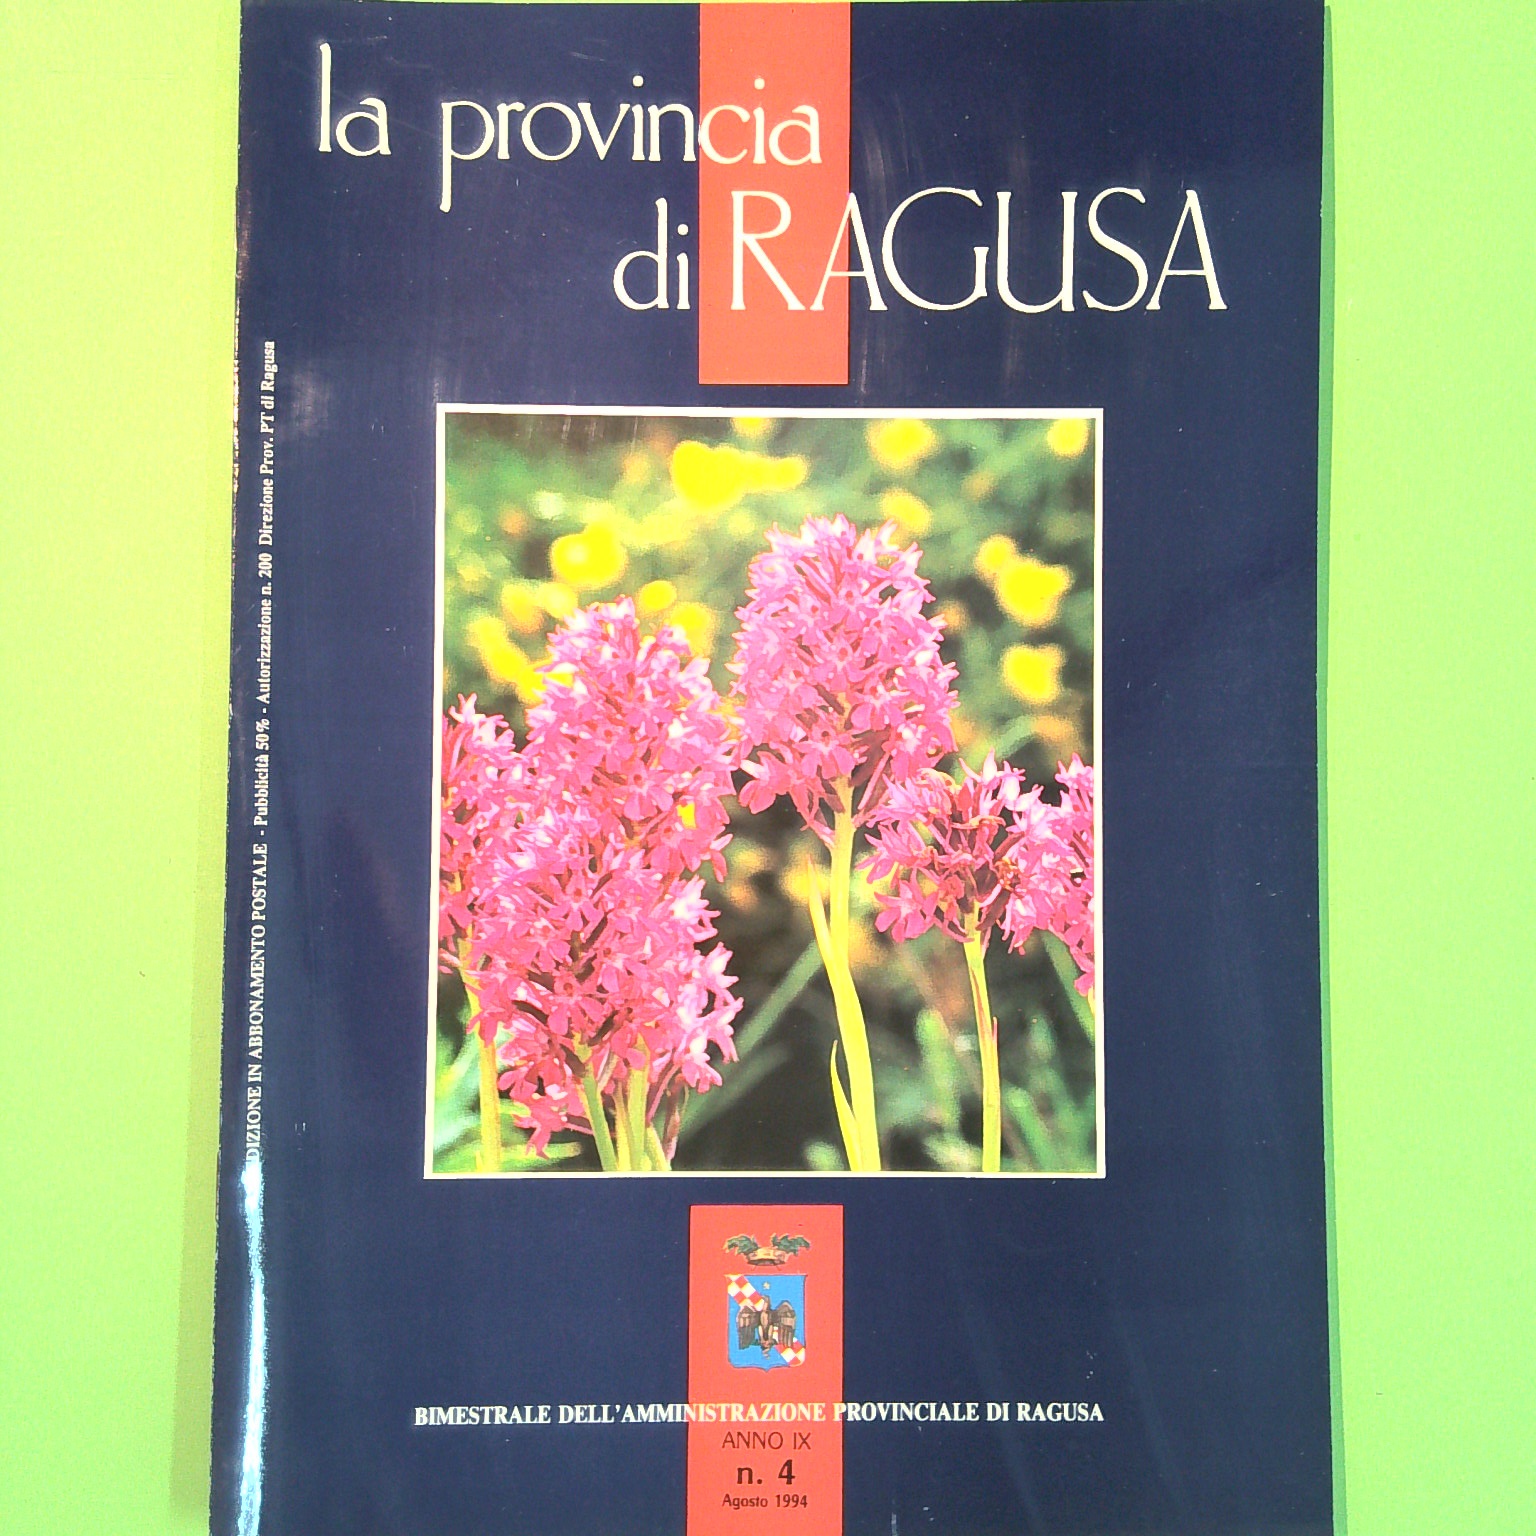 la provincia
di RAGUSA
DIZIONE IN ABBONAMENTO POSTALE - Pubblicità 50% - Autorizzazione n. 200 Direzione Prov. PT di Ragusa
BIMESTRALE DELL'AMMINISTRAZIONE PROVINCIALE DI RAGUSA
ANNO IX
n. 4
Agosto 1994